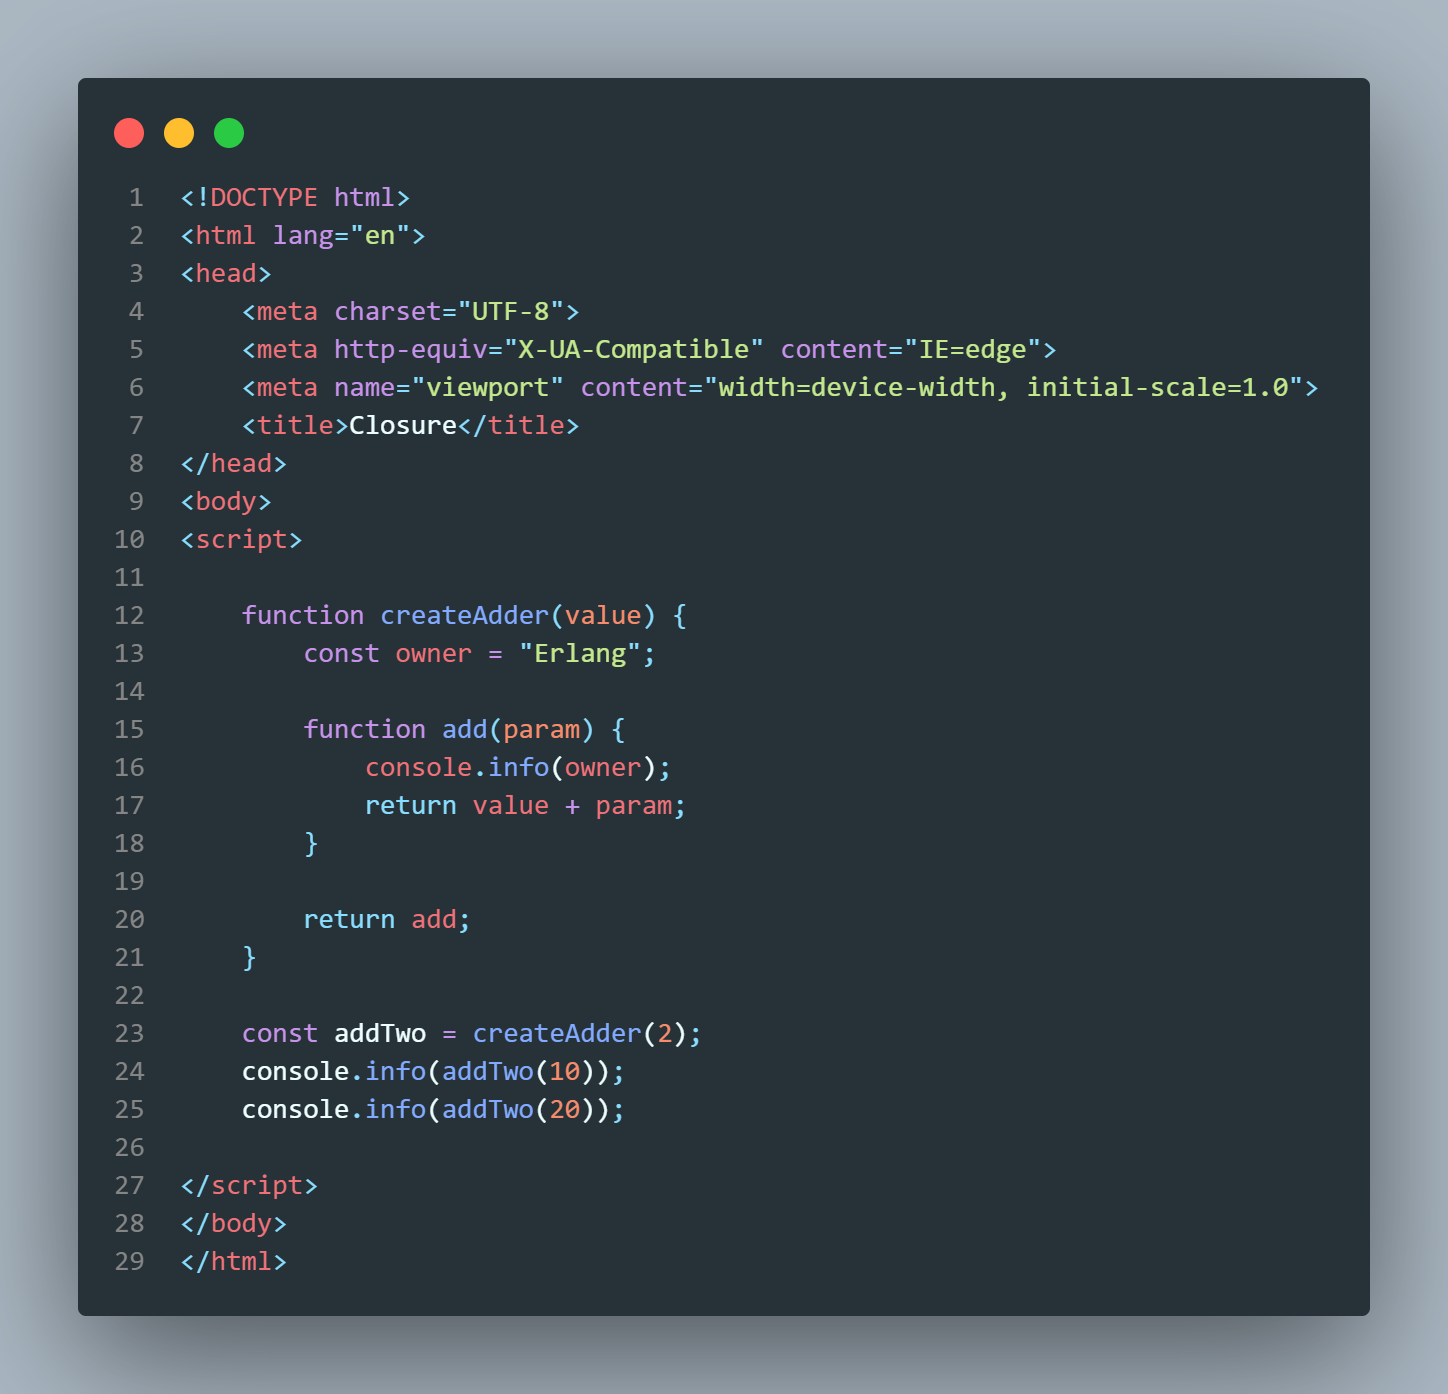 1 <!DOCTYPE html>
2 <html lang="en">
3 <head>
4     <meta charset="UTF-8">
5     <meta http-equiv="X-UA-Compatible" content="IE=edge">
6     <meta name="viewport" content="width=device-width, initial-scale=1.0">
7     <title>Closure</title>
8 </head>
9 <body>
10 <script>
11
12     function createAdder(value) {
13         const owner = "Erlang";
14
15         function add(param) {
16             console.info(owner);
17             return value + param;
18         }
19
20         return add;
21     }
22
23     const addTwo = createAdder(2);
24     console.info(addTwo(10));
25     console.info(addTwo(20));
26
27 </script>
28 </body>
29 </html>